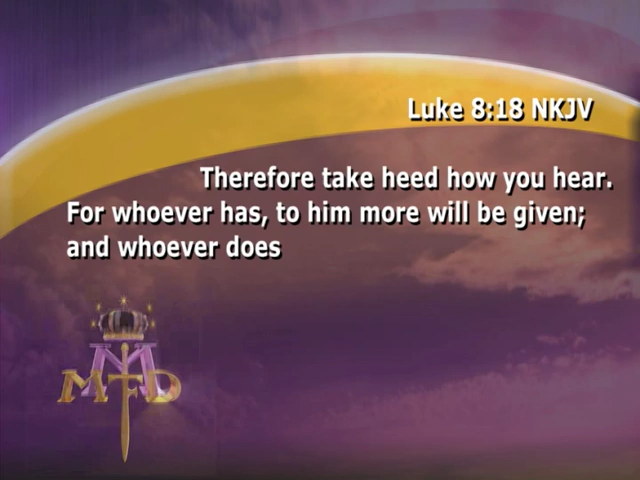 Luke 8:18 NKJV
Therefore take heed how you hear.
For whoever has, to him more will be given;
and whoever does
M
MTD